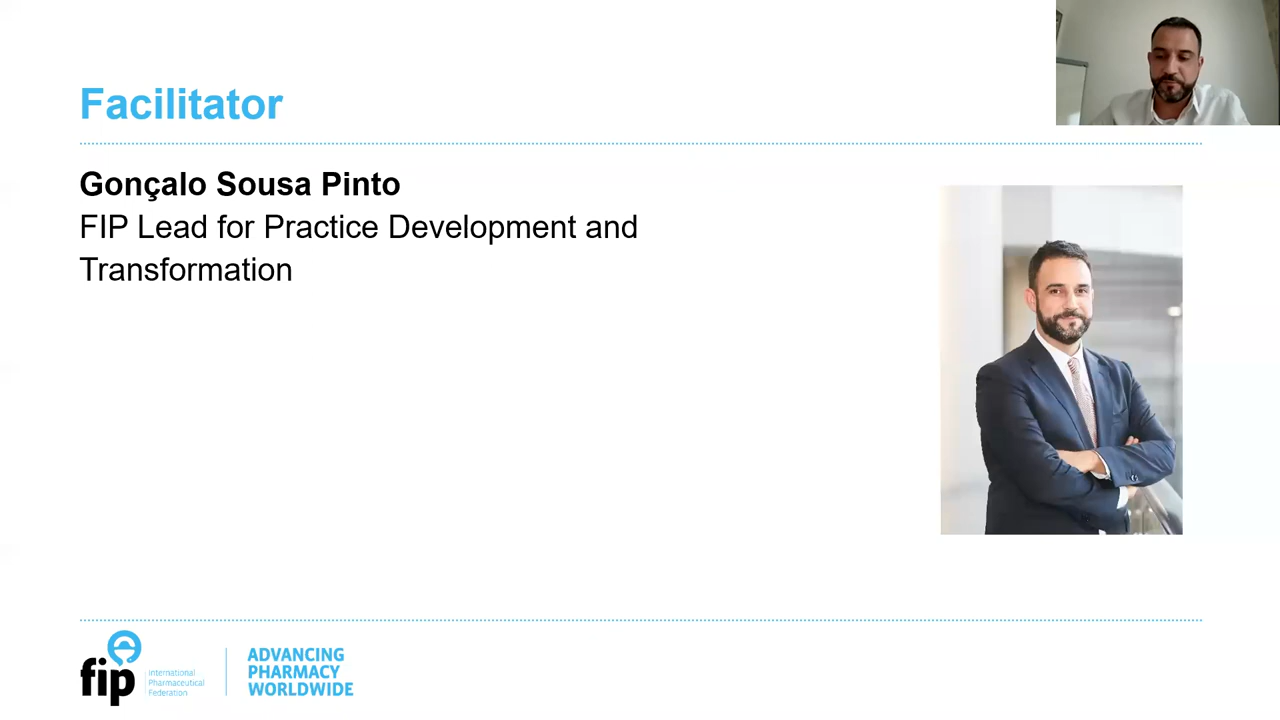 Facilitator
Gonçalo Sousa Pinto
FIP Lead for Practice Development and
Transformation
fip
International
Pharmaceutical
Federation
ADVANCING
PHARMACY
WORLDWIDE